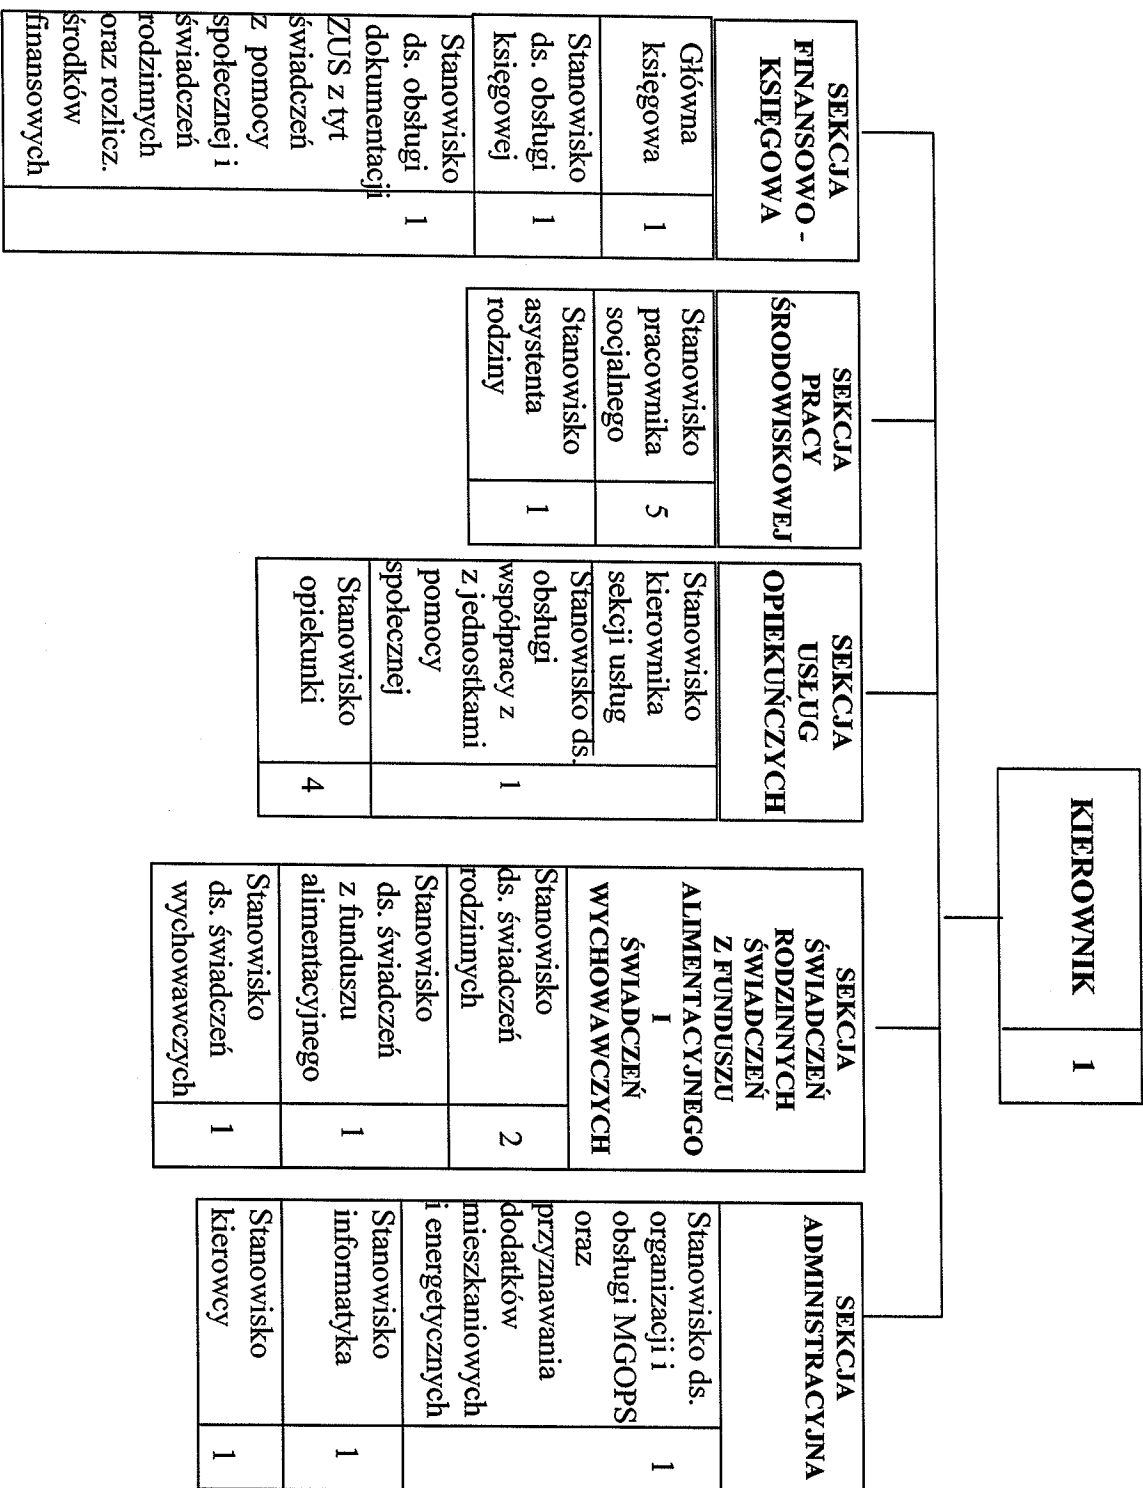 KIEROWNIK
1
SEKCJA
FINANSOWO -
KSIĘGOWA
Główna
księgowa
1
Stanowisko
ds. obsługi
księgowej
1
Stanowisko
ds. obsługi
dokumentacji
ZUS z tyt
świadczeń
z pomocy
społecznej i
świadczeń
rodzinnych
oraz rozlicz.
środków
finansowych
1
SEKCJA
PRACY
ŚRODOWISKOWEJ
Stanowisko
pracownika
socjalnego
5
Stanowisko
asystenta
rodziny
1
SEKCJA
USŁUG
OPIEKUŃCZYCH
Stanowisko
kierownika
sekcji usług
Stanowisko ds.
obsługi
współpracy z
z jednostkami
pomocy
społecznej
1
Stanowisko
opiekunki
4
SEKCJA
ŚWIADCZEŃ
RODZINNYCH
ŚWIADCZEŃ
Z FUNDUSZU
ALIMENTACYJNEGO
I
ŚWIADCZEŃ
WYCHOWAWCZYCH
Stanowisko
ds. świadczeń
rodzinnych
2
Stanowisko
ds. świadczeń
z funduszu
alimentacyjnego
1
Stanowisko
ds. świadczeń
wychowawczych
1
SEKCJA
ADMINISTRACYJNA
Stanowisko ds.
organizacji i
obsługi MGOPS
oraz
przyznawania
dodatków
mieszkaniowych
i energetycznych
1
Stanowisko
informatyka
1
Stanowisko
kierowcy
1